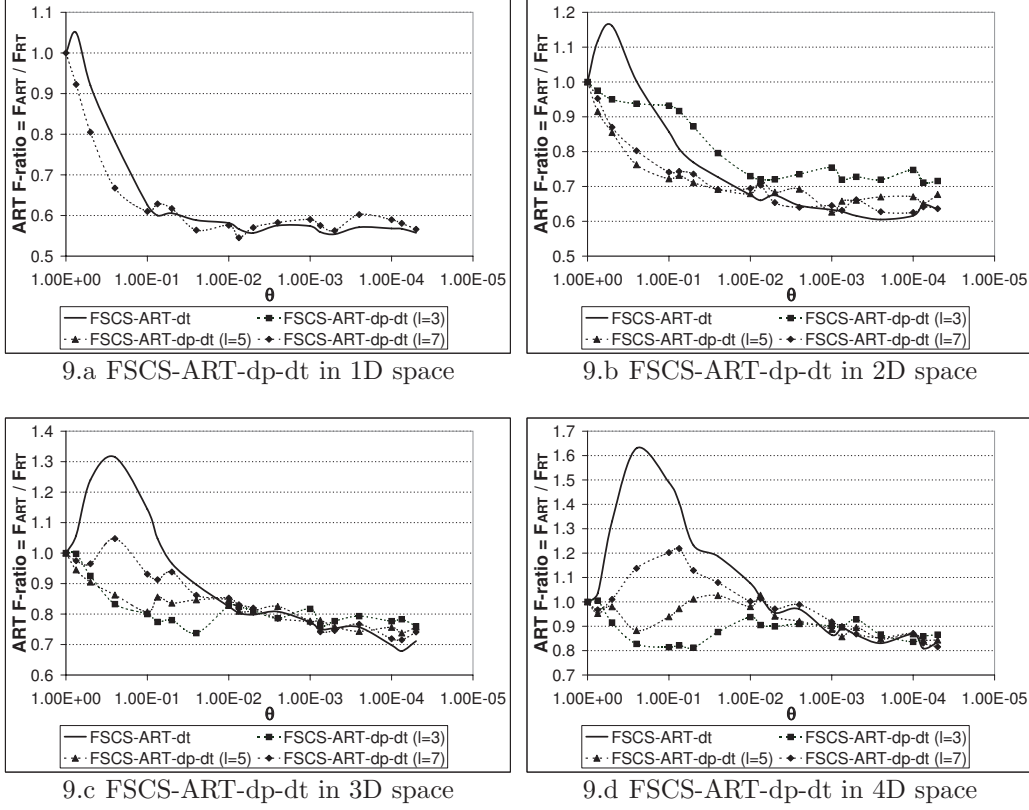 ART F-ratio = FART / FRT
1.1
1.0
0.9
0.8
0.7
0.6
0.5
1.00E+00 1.00E-01 1.00E-02 1.00E-03 1.00E-04 1.00E-05
θ
FSCS-ART-dt FSCS-ART-dp-dt (l=3)
FSCS-ART-dp-dt (l=5) FSCS-ART-dp-dt (l=7)
9.a FSCS-ART-dp-dt in 1D space
ART F-ratio = FART / FRT
1.2
1.1
1.0
0.9
0.8
0.7
0.6
0.5
1.00E+00 1.00E-01 1.00E-02 1.00E-03 1.00E-04 1.00E-05
θ
FSCS-ART-dt FSCS-ART-dp-dt (l=3)
FSCS-ART-dp-dt (l=5) FSCS-ART-dp-dt (l=7)
9.b FSCS-ART-dp-dt in 2D space
ART F-ratio = FART / FRT
1.4
1.3
1.2
1.1
1.0
0.9
0.8
0.7
0.6
1.00E+00 1.00E-01 1.00E-02 1.00E-03 1.00E-04 1.00E-05
θ
FSCS-ART-dt FSCS-ART-dp-dt (l=3)
FSCS-ART-dp-dt (l=5) FSCS-ART-dp-dt (l=7)
9.c FSCS-ART-dp-dt in 3D space
ART F-ratio = FART / FRT
1.7
1.6
1.5
1.4
1.3
1.2
1.1
1.0
0.9
0.8
0.7
1.00E+00 1.00E-01 1.00E-02 1.00E-03 1.00E-04 1.00E-05
θ
FSCS-ART-dt FSCS-ART-dp-dt (l=3)
FSCS-ART-dp-dt (l=5) FSCS-ART-dp-dt (l=7)
9.d FSCS-ART-dp-dt in 4D space